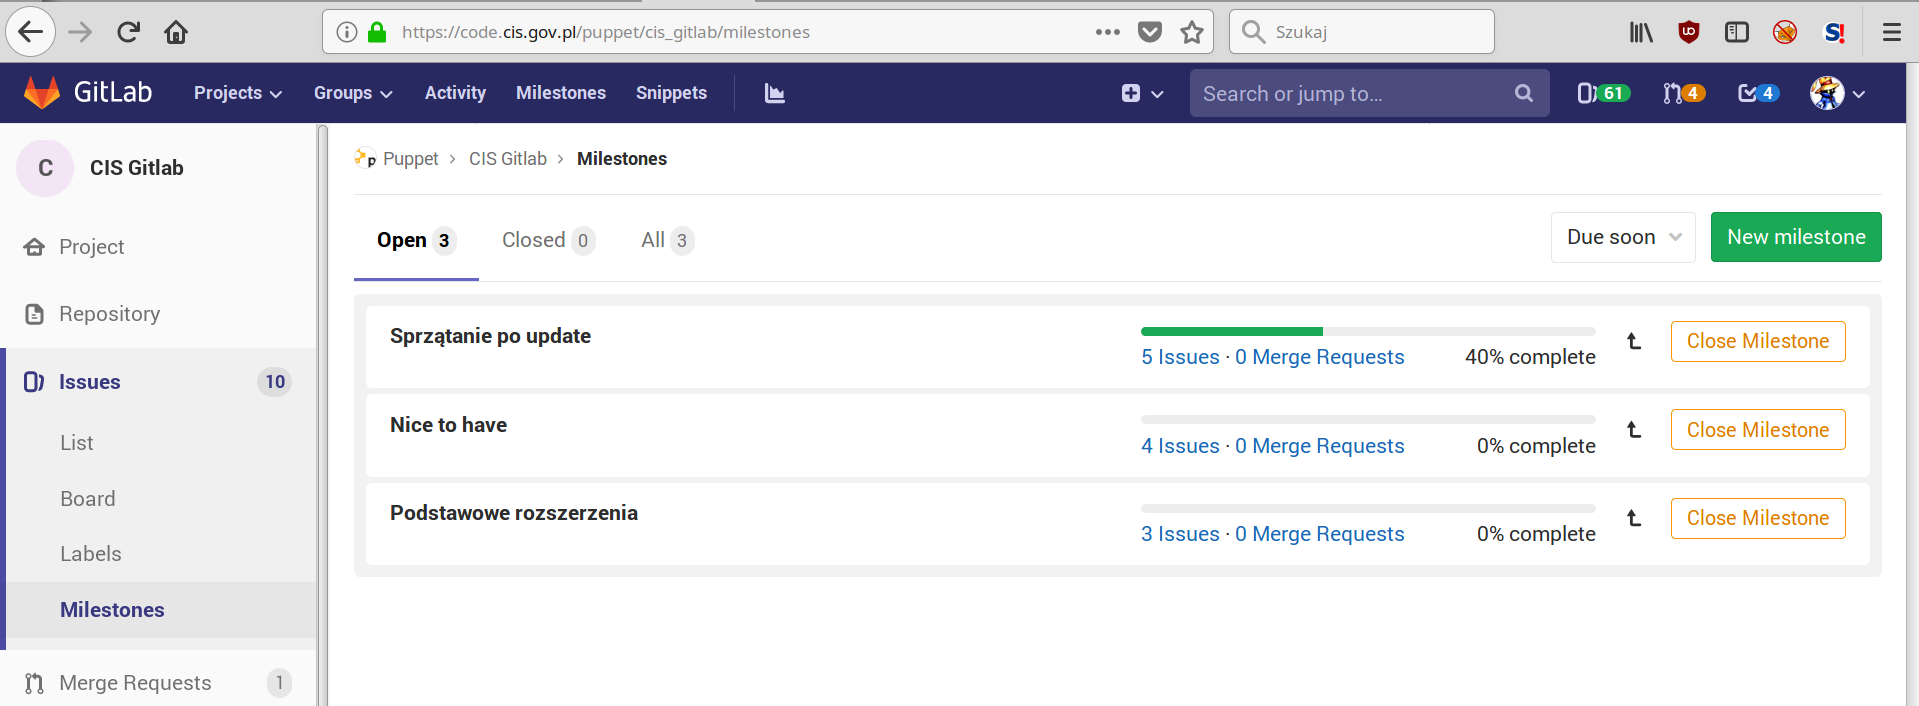 https://code.cis.gov.pl/puppet/cis_gitlab/milestones
Szukaj
GitLab
Projects
Groups
Activity
Milestones
Snippets
Search or jump to...
61
4
4
C
CIS Gitlab
Project
Repository
Issues 10
List
Board
Labels
Milestones
Merge Requests 1
Puppet > CIS Gitlab > Milestones
Open 3
Closed 0
All 3
Due soon
New milestone
Sprzątanie po update
5 Issues · 0 Merge Requests 40% complete
Close Milestone
Nice to have
4 Issues · 0 Merge Requests 0% complete
Close Milestone
Podstawowe rozszerzenia
3 Issues · 0 Merge Requests 0% complete
Close Milestone